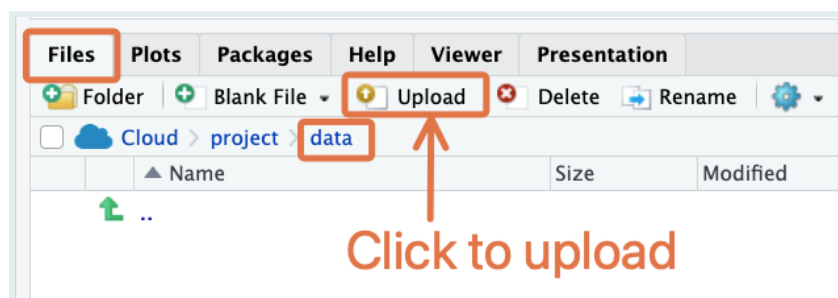 Files Plots Packages Help Viewer Presentation
Folder Blank File Upload Delete Rename
Cloud project data
Name Size Modified
..
Click to upload